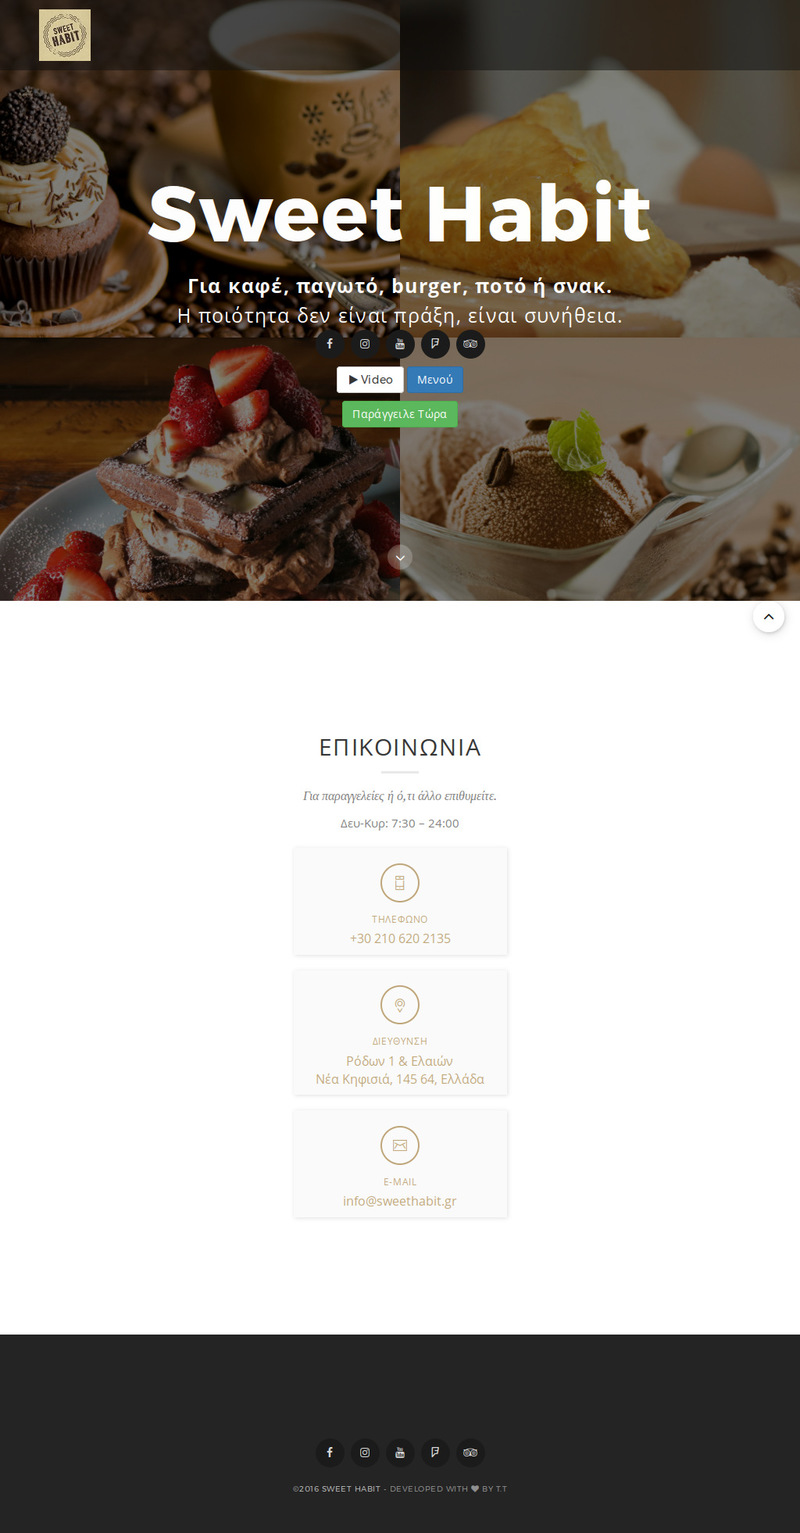 SWEET
HABIT
Sweet Habit
Για καφέ, παγωτό, burger, ποτό ή σνακ.
Η ποιότητα δεν είναι πράξη, είναι συνήθεια.
Video
Μενού
Παράγγειλε Τώρα
ΕΠΙΚΟΙΝΩΝΙΑ
Για παραγγελείες ή ό,τι άλλο επιθυμείτε.
Δευ-Κυρ: 7:30 – 24:00
ΤΗΛΕΦΩΝΟ
+30 210 620 2135
ΔΙΕΥΘΥΝΣΗ
Ρόδων 1 & Ελαιών
Νέα Κηφισιά, 145 64, Ελλάδα
E-MAIL
info@sweethabit.gr
©2016 SWEET HABIT - DEVELOPED WITH ♥ BY T.T